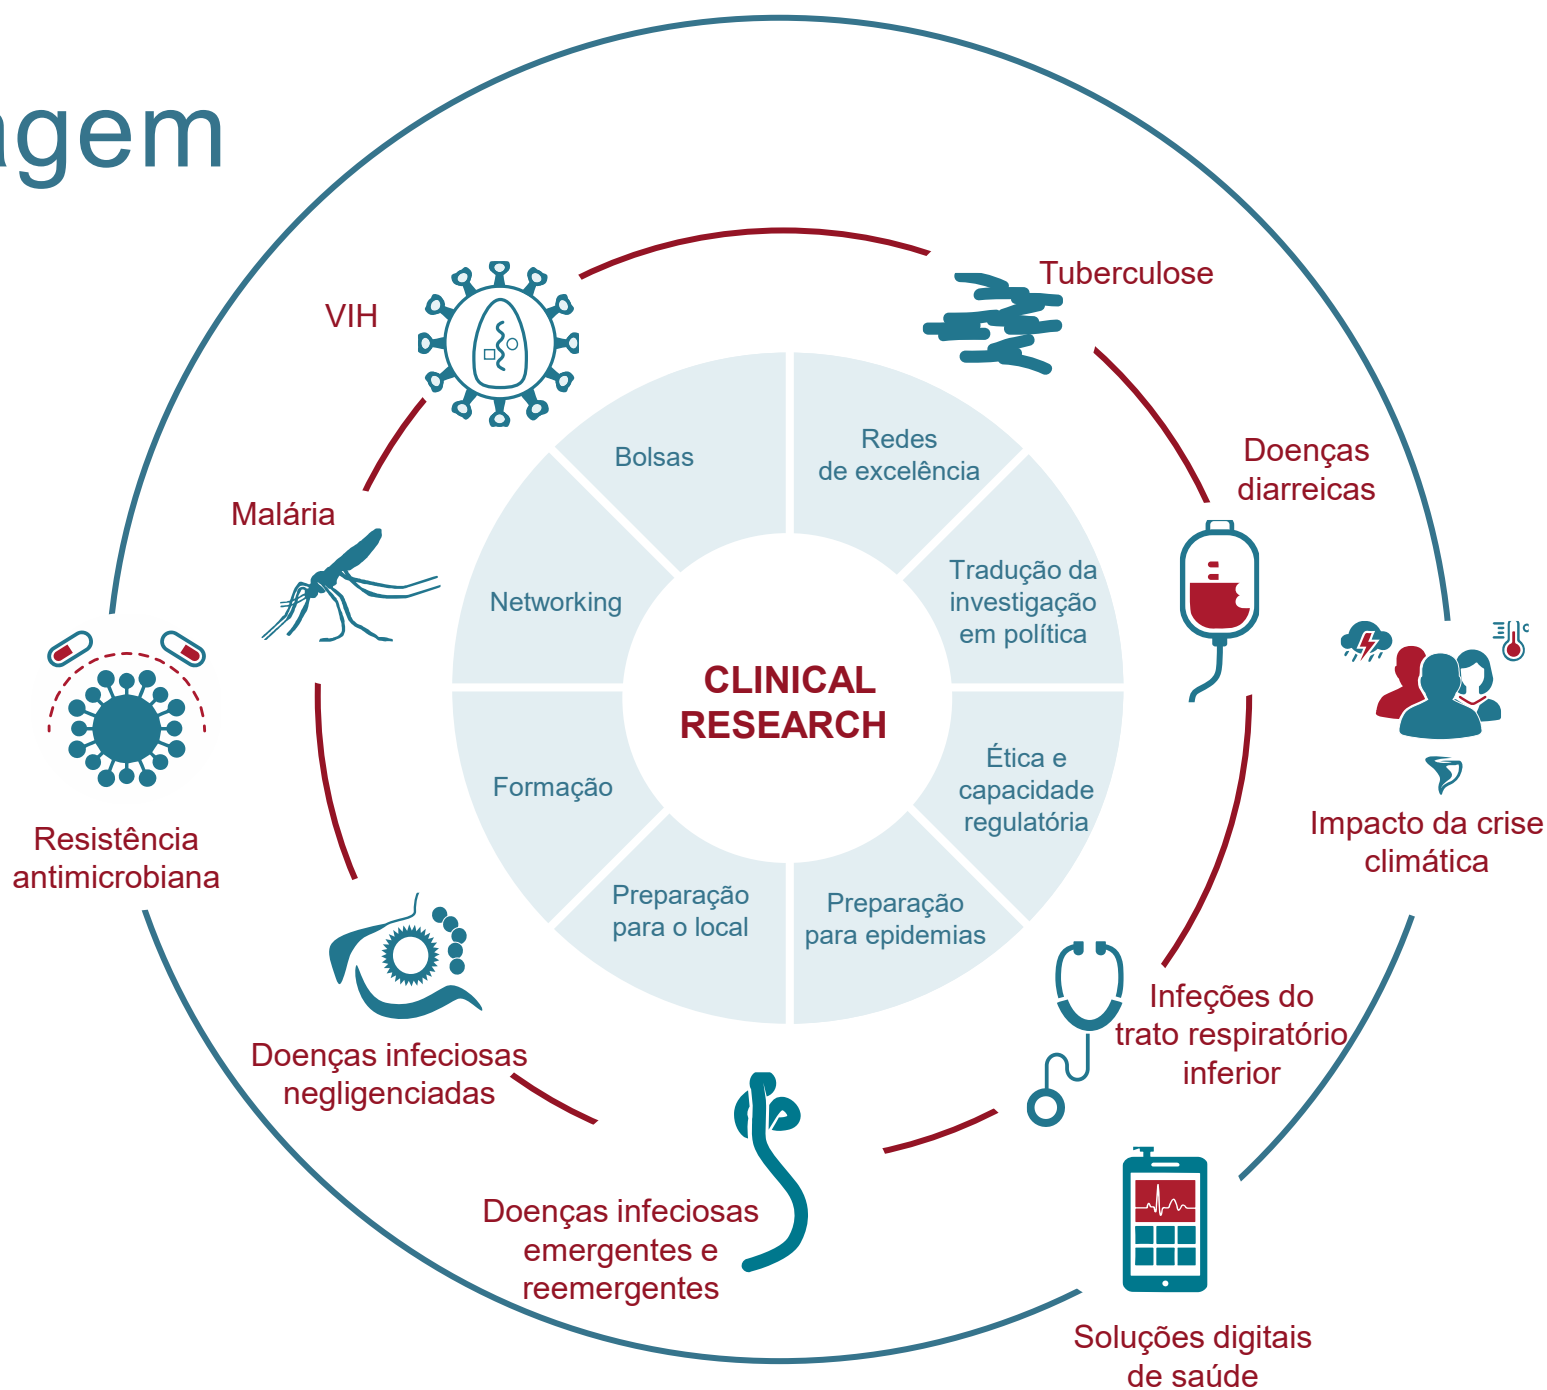 agem
VIH
Tuberculose
Malária
Doenças
diarreicas
Bolsas
Redes
de excelência
Networking
Tradução da
investigação
em política
CLINICAL
RESEARCH
Formação
Ética e
capacidade
regulatória
Preparação
para o local
Preparação
para epidemias
Resistência
antimicrobiana
Impacto da crise
climática
Doenças infeciosas
negligenciadas
Infeções do
trato respiratório
inferior
Doenças infeciosas
emergentes e
reemergentes
Soluções digitais
de saúde